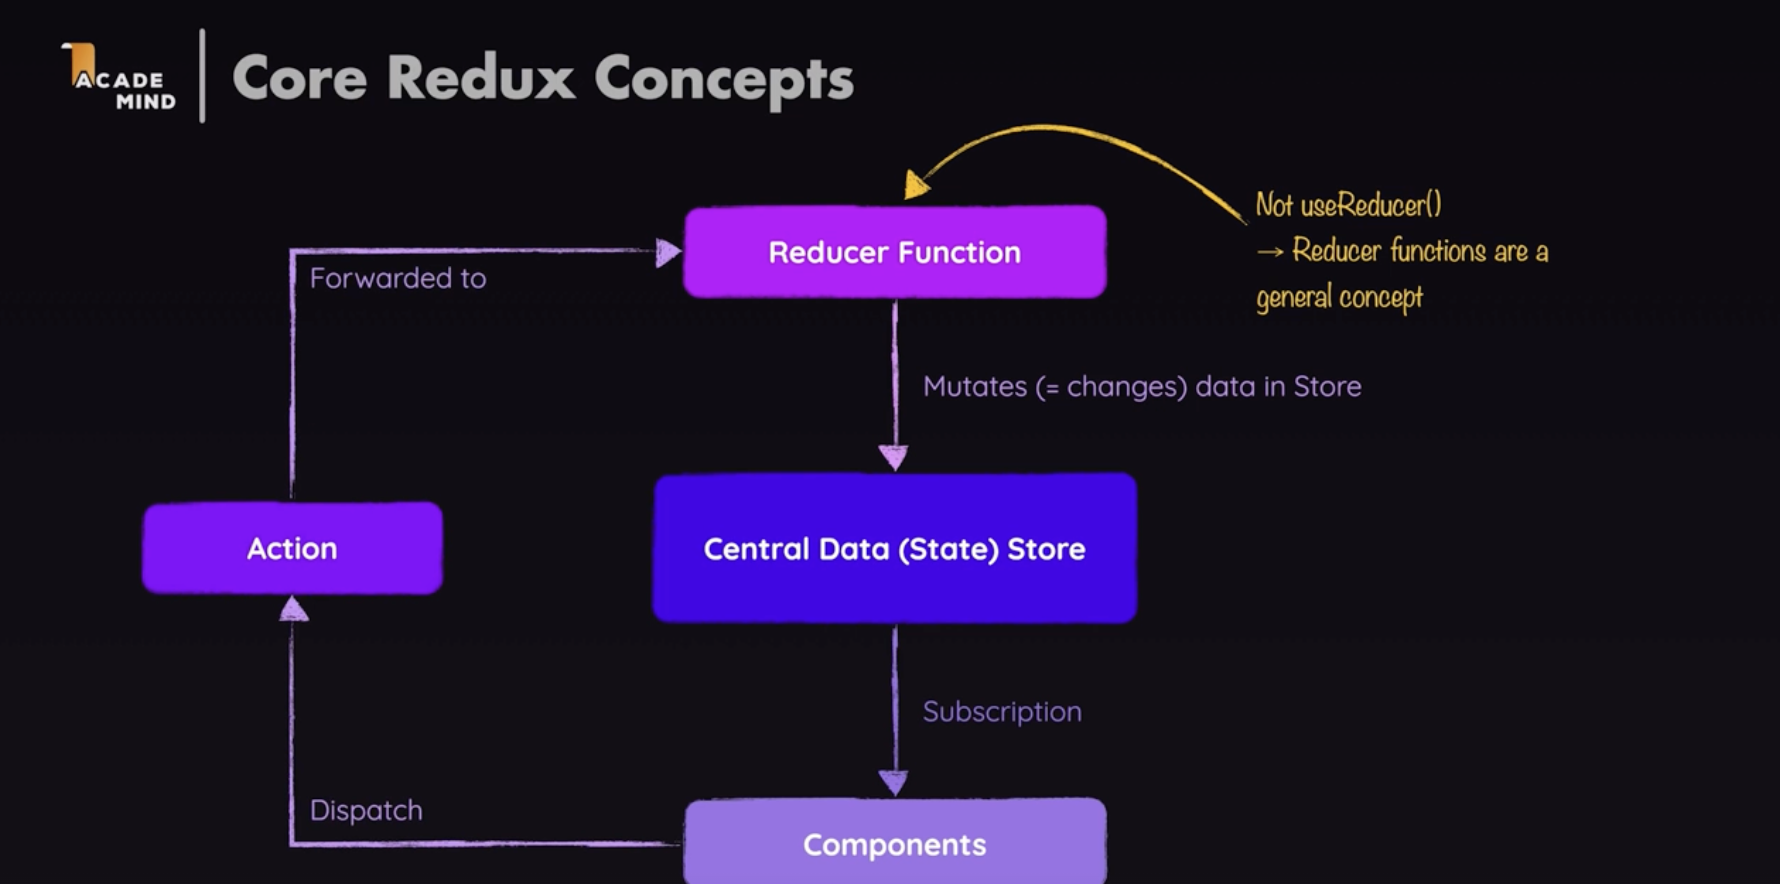 ACADE
MIND
Core Redux Concepts
Not useReducer()
→ Reducer functions are a
general concept
Reducer Function
Forwarded to
Mutates (= changes) data in Store
Action
Central Data (State) Store
Subscription
Dispatch
Components